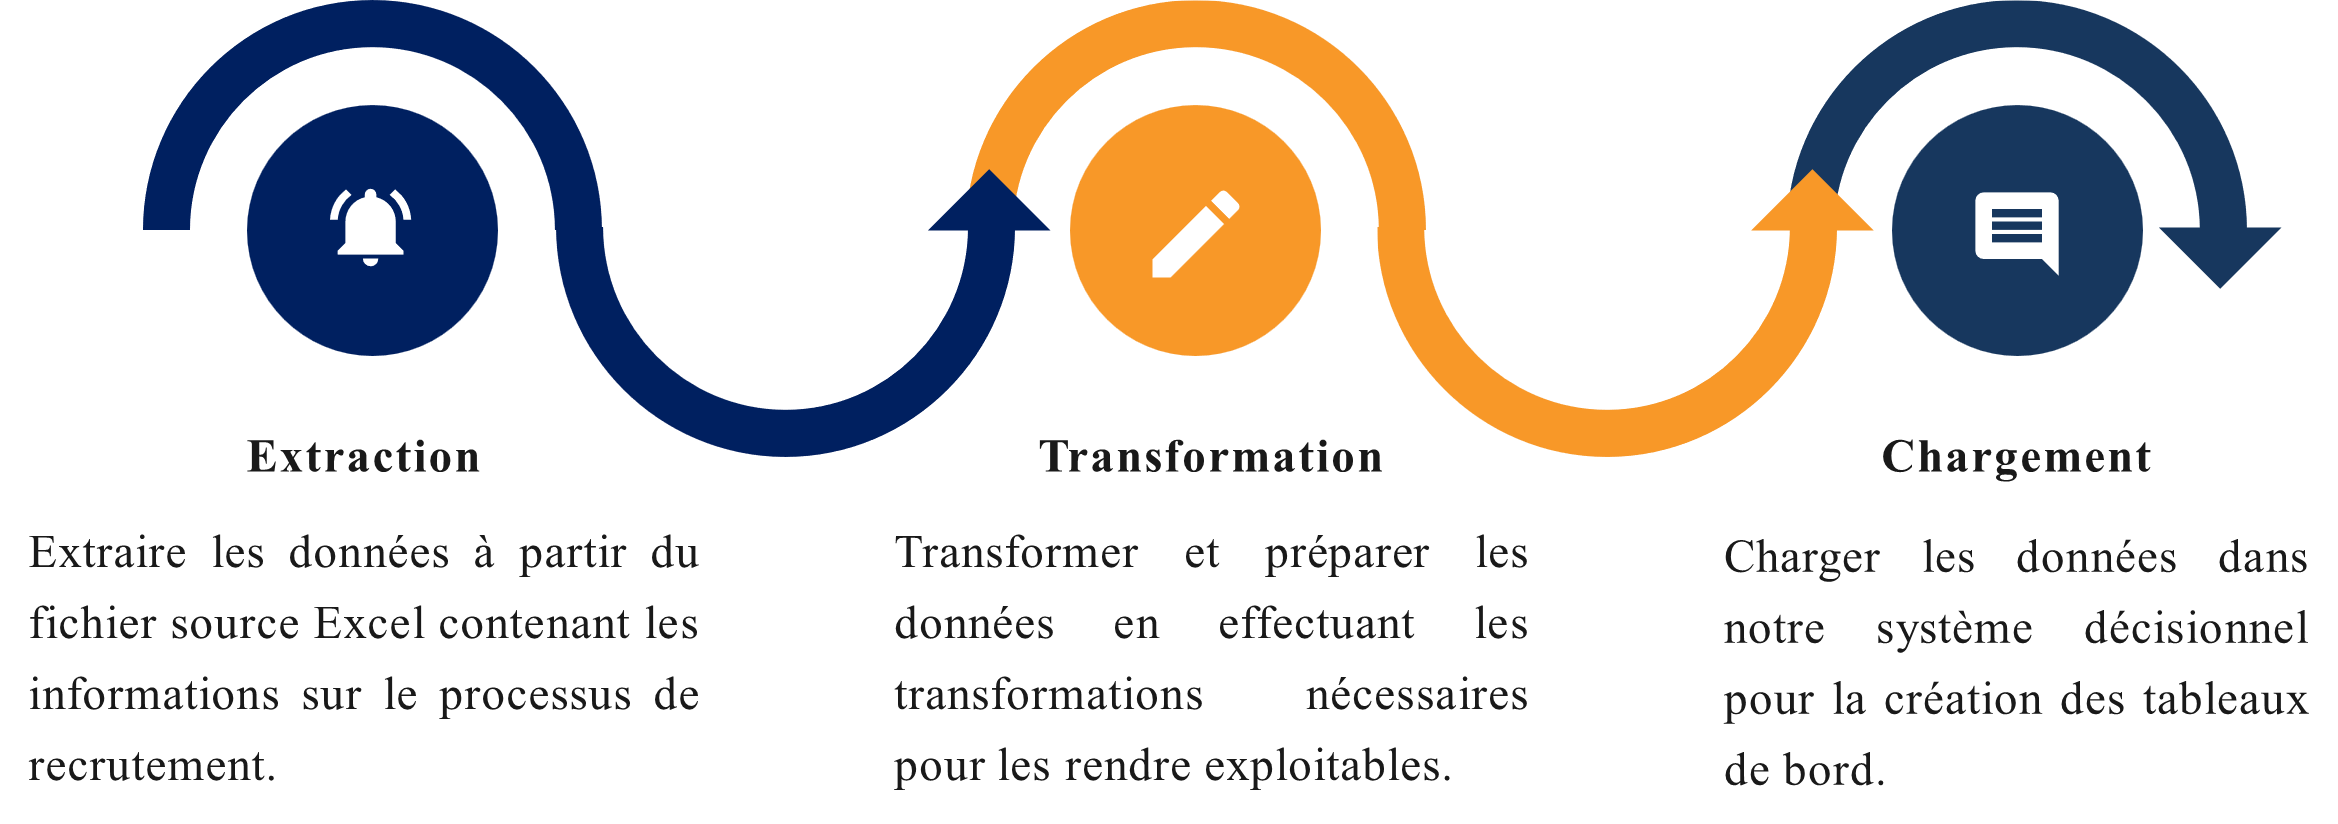 Extraction
Extraire les données à partir du
fichier source Excel contenant les
informations sur le processus de
recrutement.
Transformation
Transformer et préparer les
données en effectuant les
transformations nécessaires
pour les rendre exploitables.
Chargement
Charger les données dans
notre système décisionnel
pour la création des tableaux
de bord.